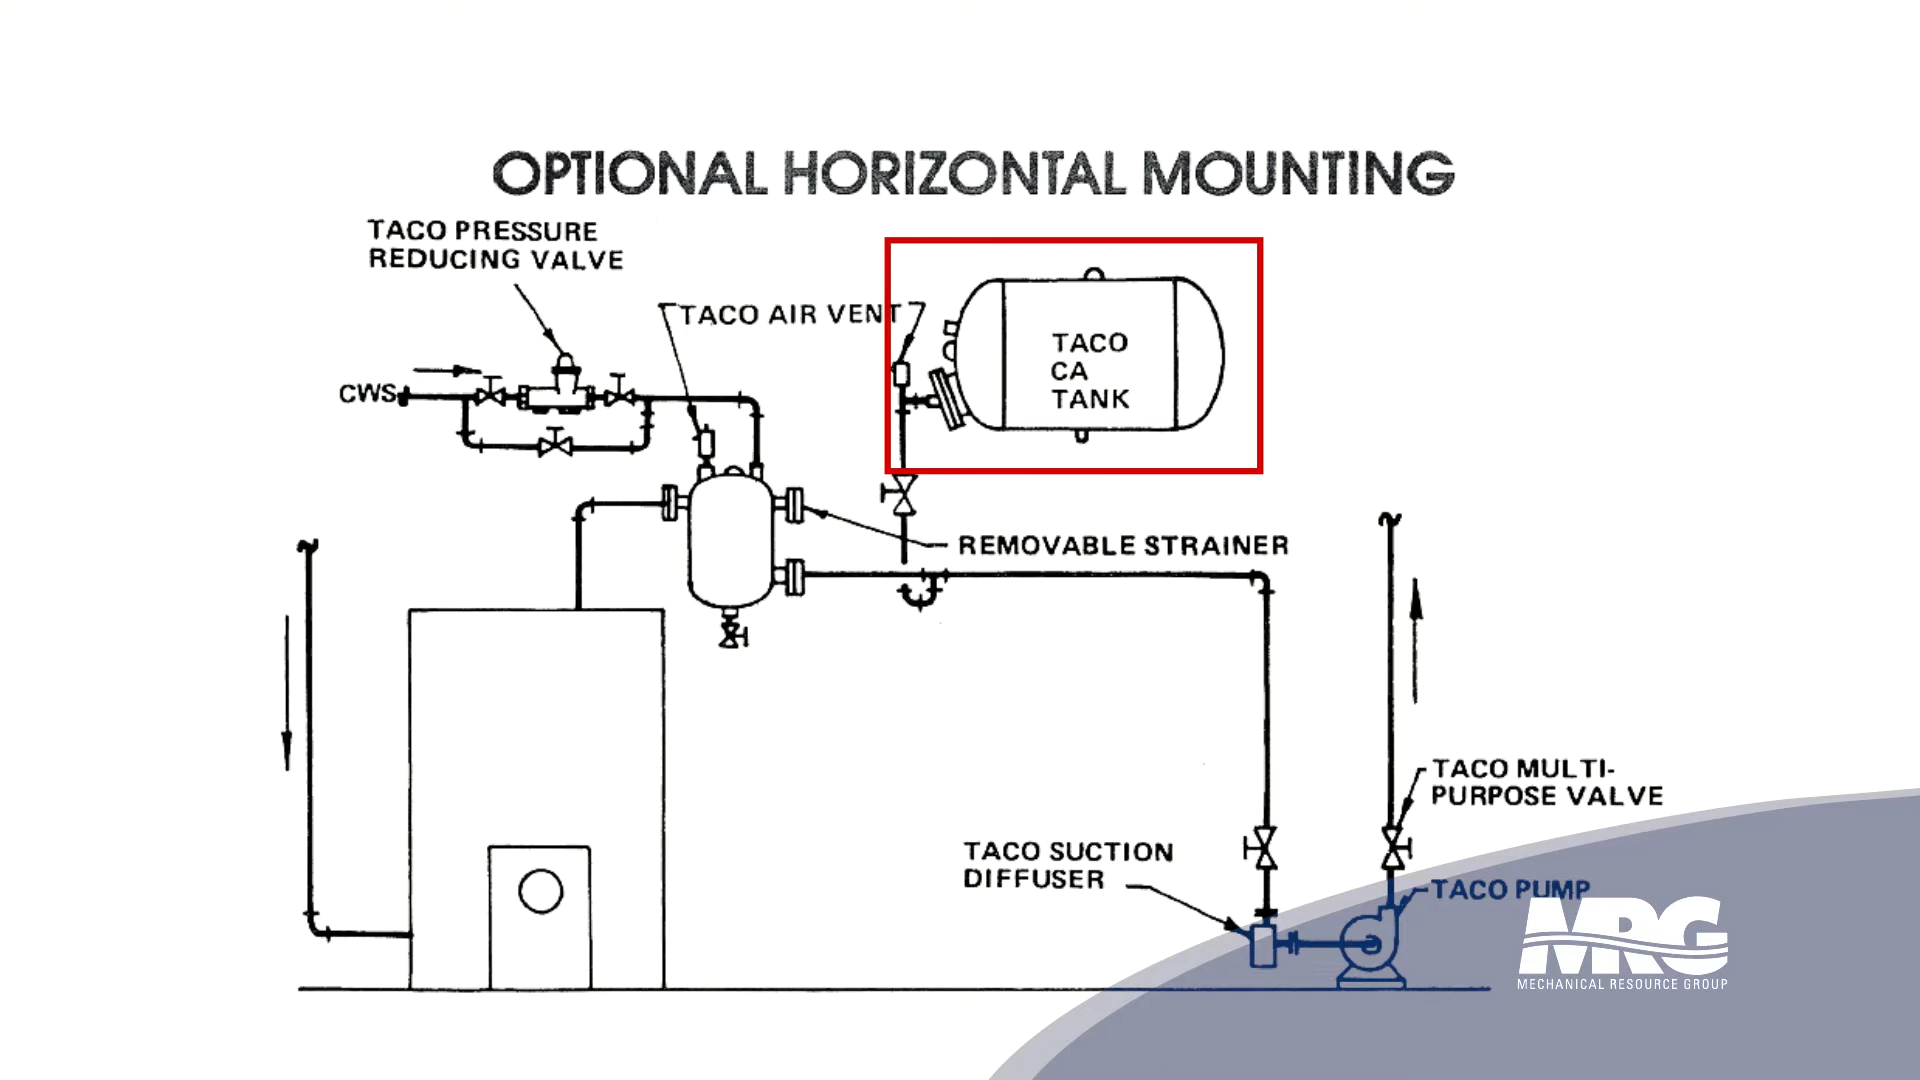 OPTIONAL HORIZONTAL MOUNTING
TACO PRESSURE
REDUCING VALVE
TACO AIR VENT
TACO
CA
TANK
CWS
REMOVABLE STRAINER
TACO MULTI-
PURPOSE VALVE
TACO SUCTION
DIFFUSER
TACO PUMP
MRG
MECHANICAL RESOURCE GROUP